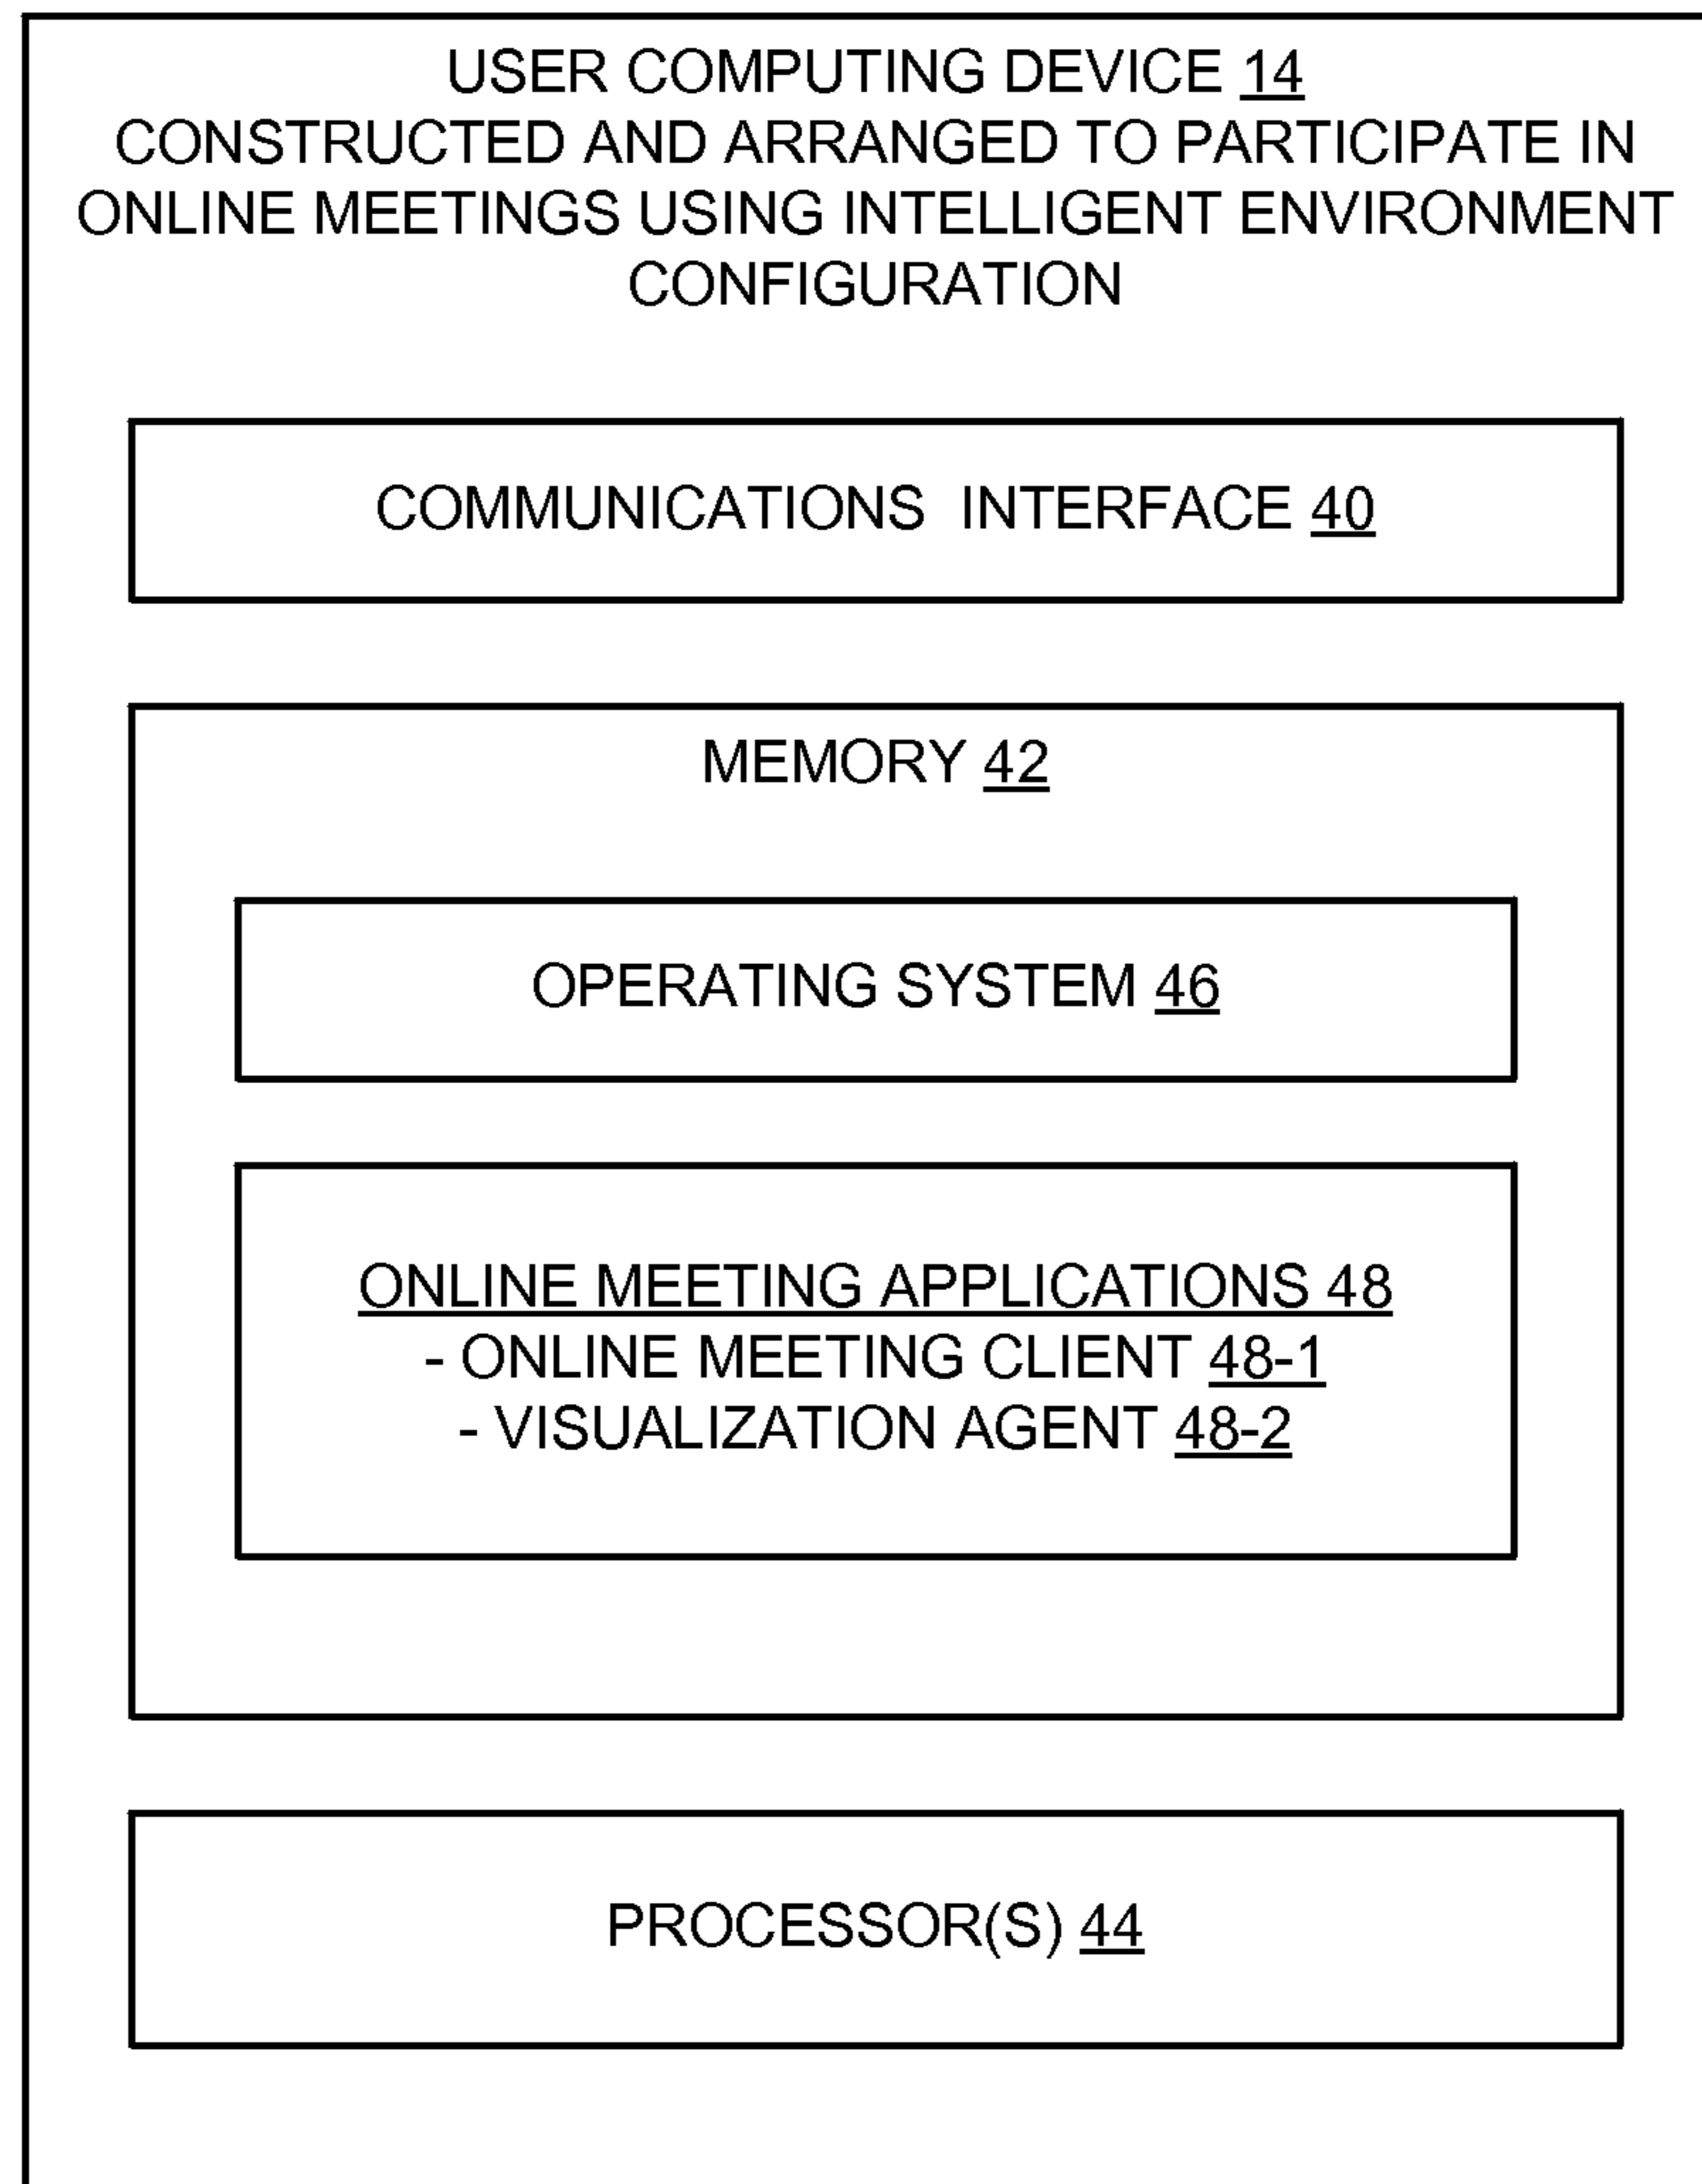 USER COMPUTING DEVICE 14
CONSTRUCTED AND ARRANGED TO PARTICIPATE IN
ONLINE MEETINGS USING INTELLIGENT ENVIRONMENT
CONFIGURATION
COMMUNICATIONS INTERFACE 40
MEMORY 42
OPERATING SYSTEM 46
ONLINE MEETING APPLICATIONS 48
- ONLINE MEETING CLIENT 48-1
- VISUALIZATION AGENT 48-2
PROCESSOR(S) 44